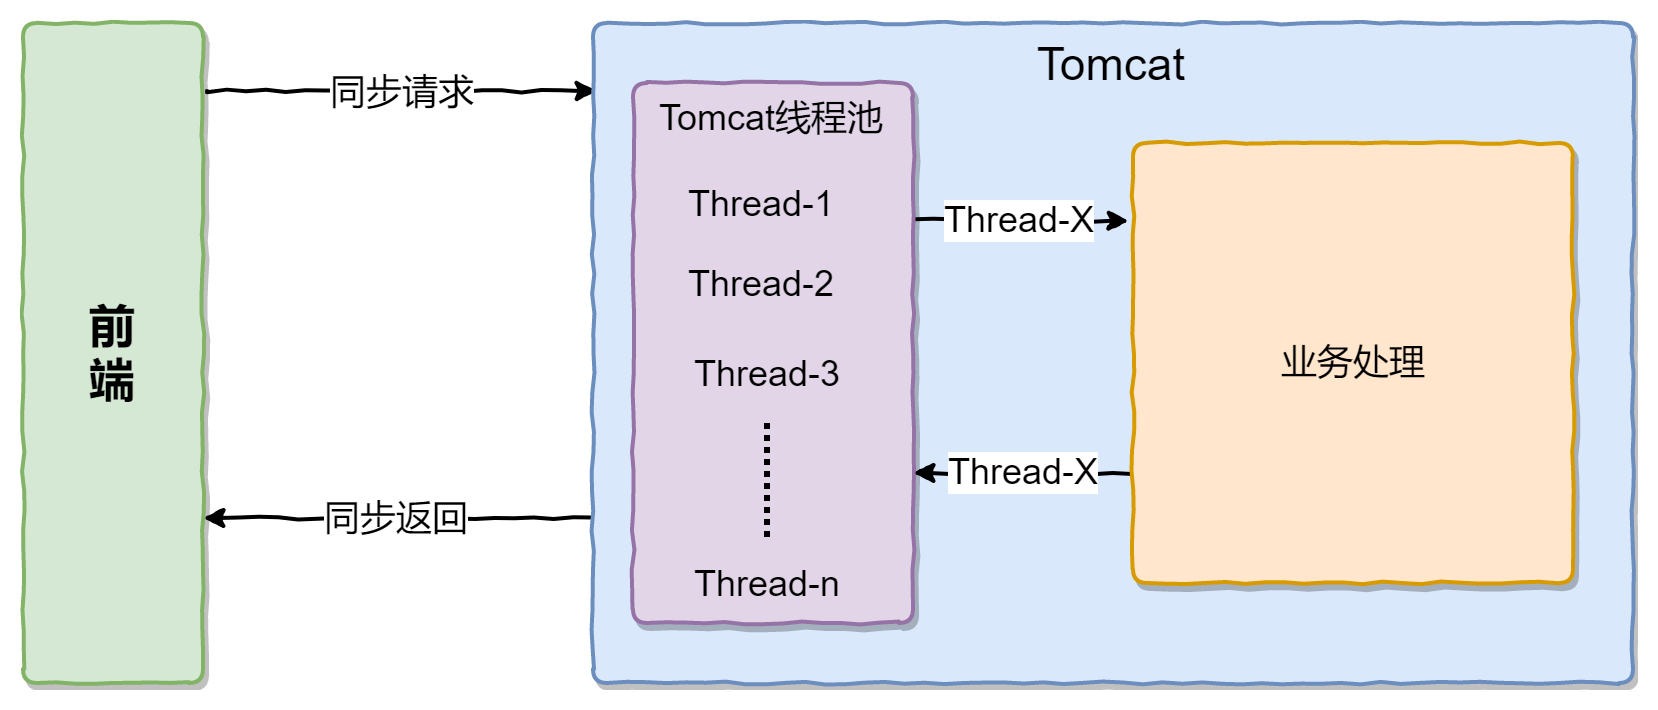 前
端
同步请求
同步返回
Tomcat
Tomcat线程池
Thread-1
Thread-2
Thread-3
Thread-n
Thread-X
Thread-X
业务处理